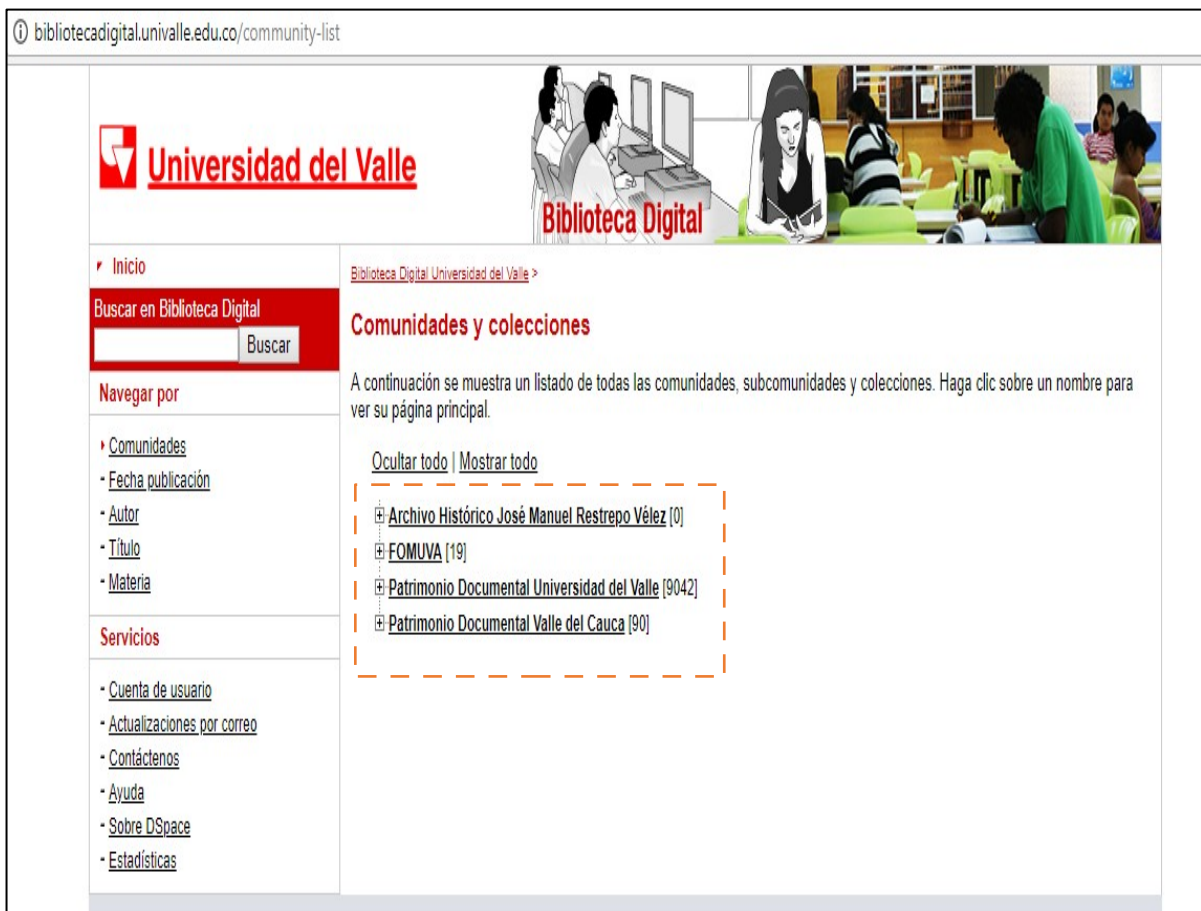 bibliotecadigital.univalle.edu.co/community-list
Universidad del Valle
Biblioteca Digital
Inicio
Buscar en Biblioteca Digital
Buscar
Navegar por
Comunidades
- Fecha publicación
- Autor
- Título
- Materia
Servicios
- Cuenta de usuario
- Actualizaciones por correo
- Contáctenos
- Ayuda
- Sobre DSpace
- Estadísticas
Biblioteca Digital Universidad del Valle >
Comunidades y colecciones
A continuación se muestra un listado de todas las comunidades, subcomunidades y colecciones. Haga clic sobre un nombre para
ver su página principal.
Ocultar todo | Mostrar todo
Archivo Histórico José Manuel Restrepo Vélez [0]
FOMUVA [19]
Patrimonio Documental Universidad del Valle [9042]
Patrimonio Documental Valle del Cauca [90]